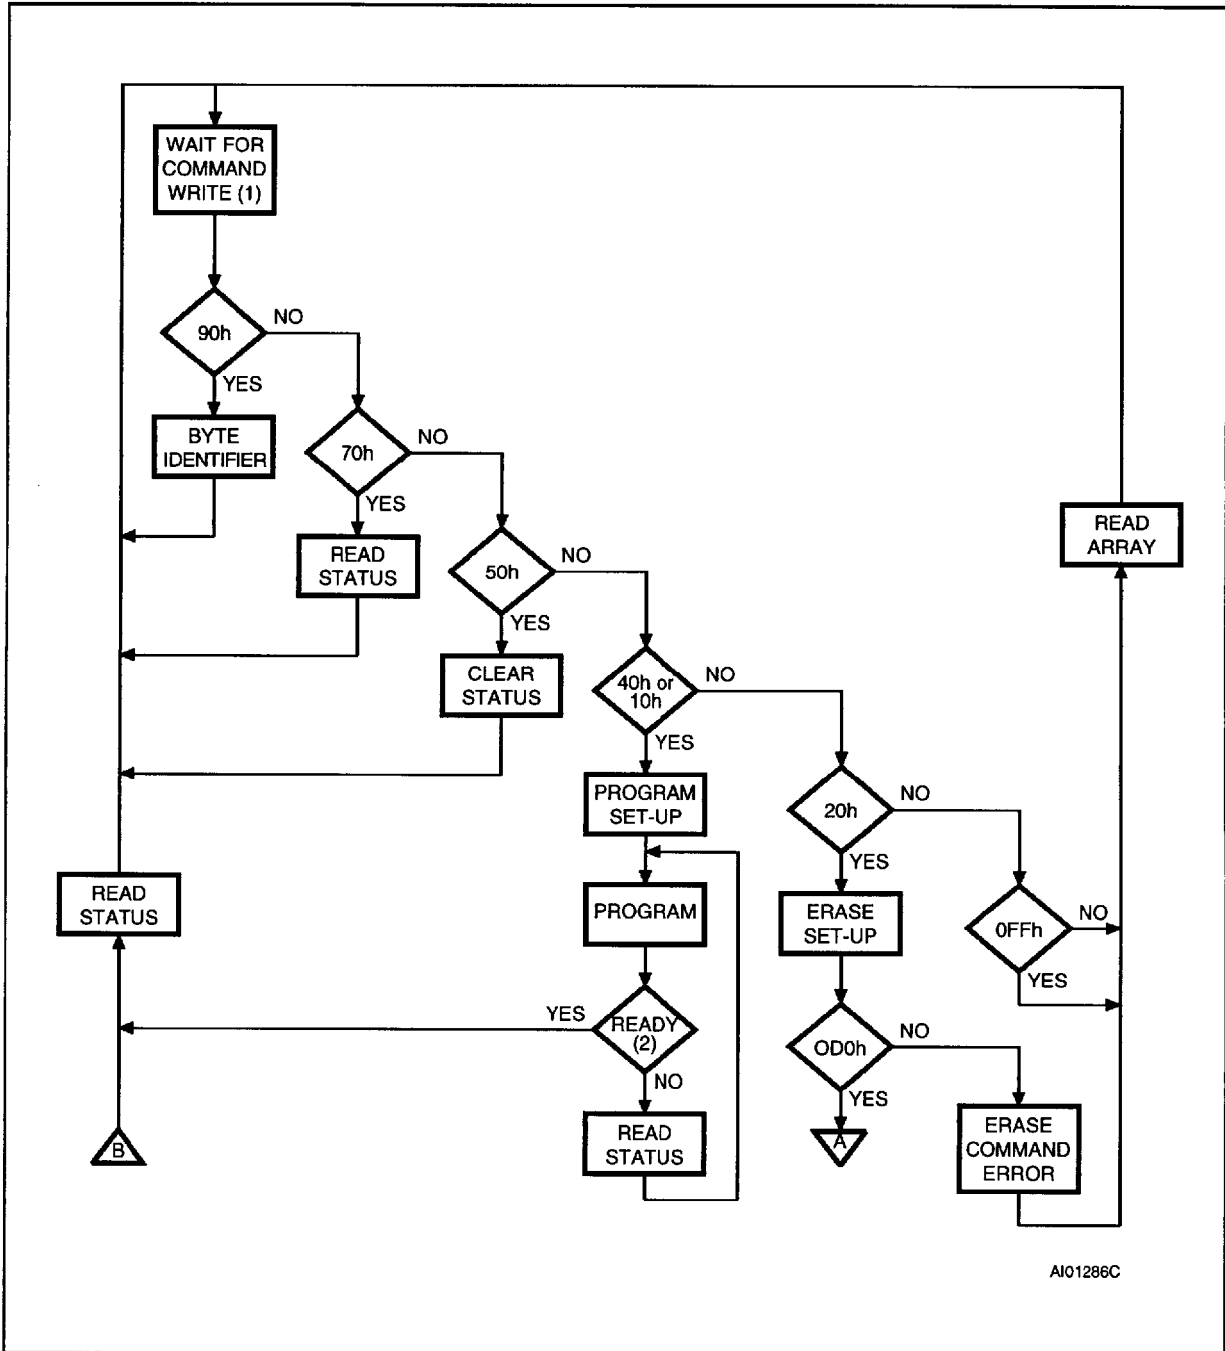 WAIT FOR
COMMAND
WRITE (1)
90h
NO
YES
BYTE
IDENTIFIER
70h
NO
YES
READ
STATUS
50h
NO
YES
CLEAR
STATUS
40h or
10h
NO
YES
PROGRAM
SET-UP
20h
NO
YES
READ
ARRAY
READ
STATUS
PROGRAM
ERASE
SET-UP
0FFh
NO
YES
YES
READY
(2)
NO
OD0h
NO
YES
READ
STATUS
B
A
ERASE
COMMAND
ERROR
AI01286C